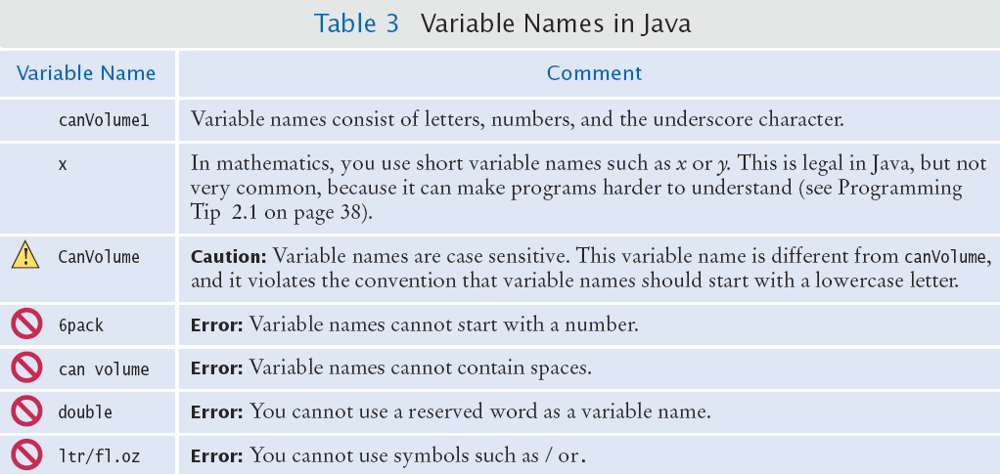 Table 3 Variable Names in Java
Variable Name Comment
canVolume1 Variable names consist of letters, numbers, and the underscore character.
x In mathematics, you use short variable names such as x or y. This is legal in Java, but not
very common, because it can make programs harder to understand (see Programming
Tip 2.1 on page 38).
CanVolume Caution: Variable names are case sensitive. This variable name is different from canVolume,
and it violates the convention that variable names should start with a lowercase letter.
6pack Error: Variable names cannot start with a number.
can volume Error: Variable names cannot contain spaces.
double Error: You cannot use a reserved word as a variable name.
ltr/fl.oz Error: You cannot use symbols such as / or.